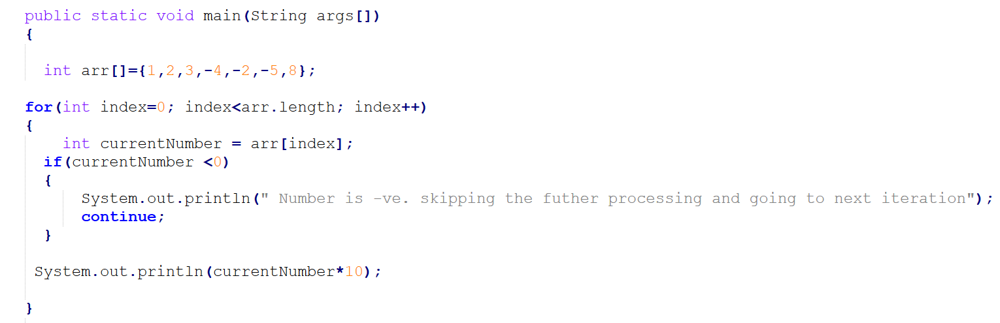 public static void main(String args[])
{
int arr[]={1,2,3,-4,-2,-5,8};
for(int index=0; index<arr.length; index++)
{
int currentNumber = arr[index];
if(currentNumber <0)
{
System.out.println(" Number is -ve. skipping the futher processing and going to next iteration");
continue;
}
System.out.println(currentNumber*10);
}